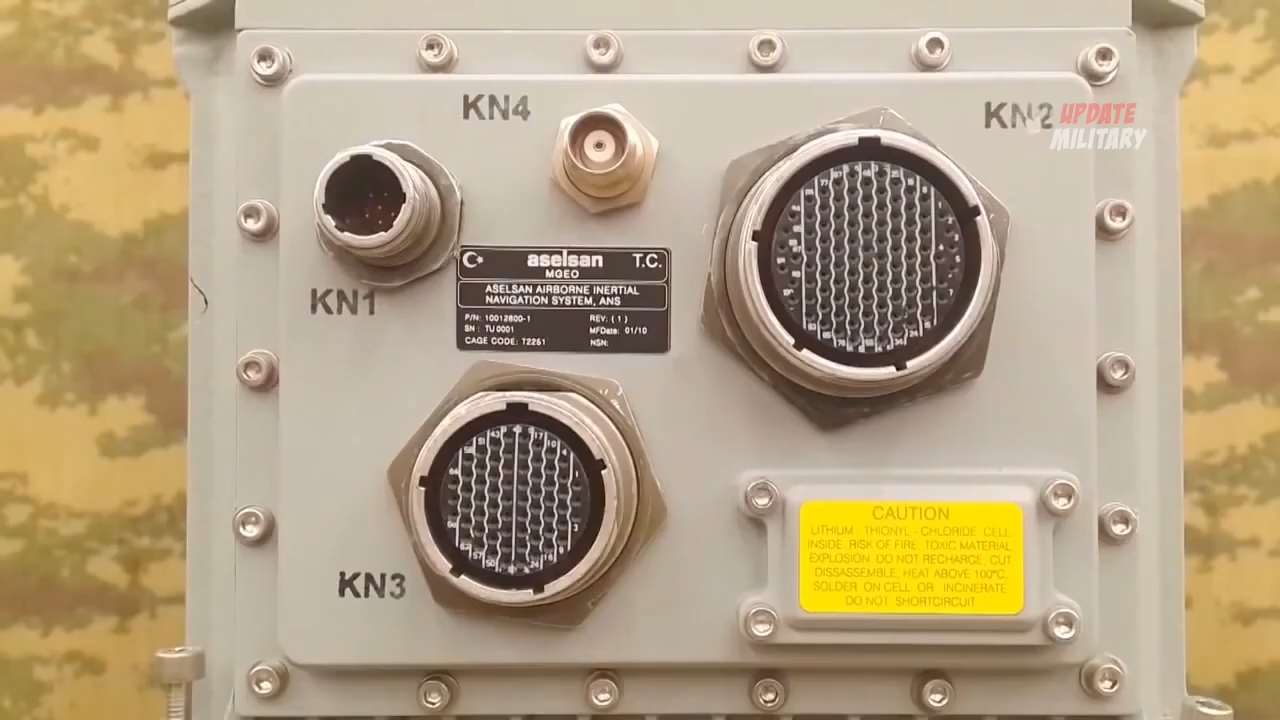 KN4
KN2
UPDATE
MILITARY
KN1
aselsan T.C.
MGEO
ASELSAN AIRBORNE INERTIAL
NAVIGATION SYSTEM, ANS
P/N: 10012800-1 REV: ( 1 )
SN : TU 0001 MFDate: 01/10
CAGE CODE: T2251 NSN:
KN3
CAUTION
LITHIUM - THIONYL - CHLORIDE CELL
INSIDE RISK OF FIRE, TOXIC MATERIAL,
EXPLOSION DO NOT RECHARGE, CUT
DISSASSEMBLE, HEAT ABOVE 100°C,
SOLDER ON CELL OR INCINERATE
DO NOT SHORTCIRCUIT